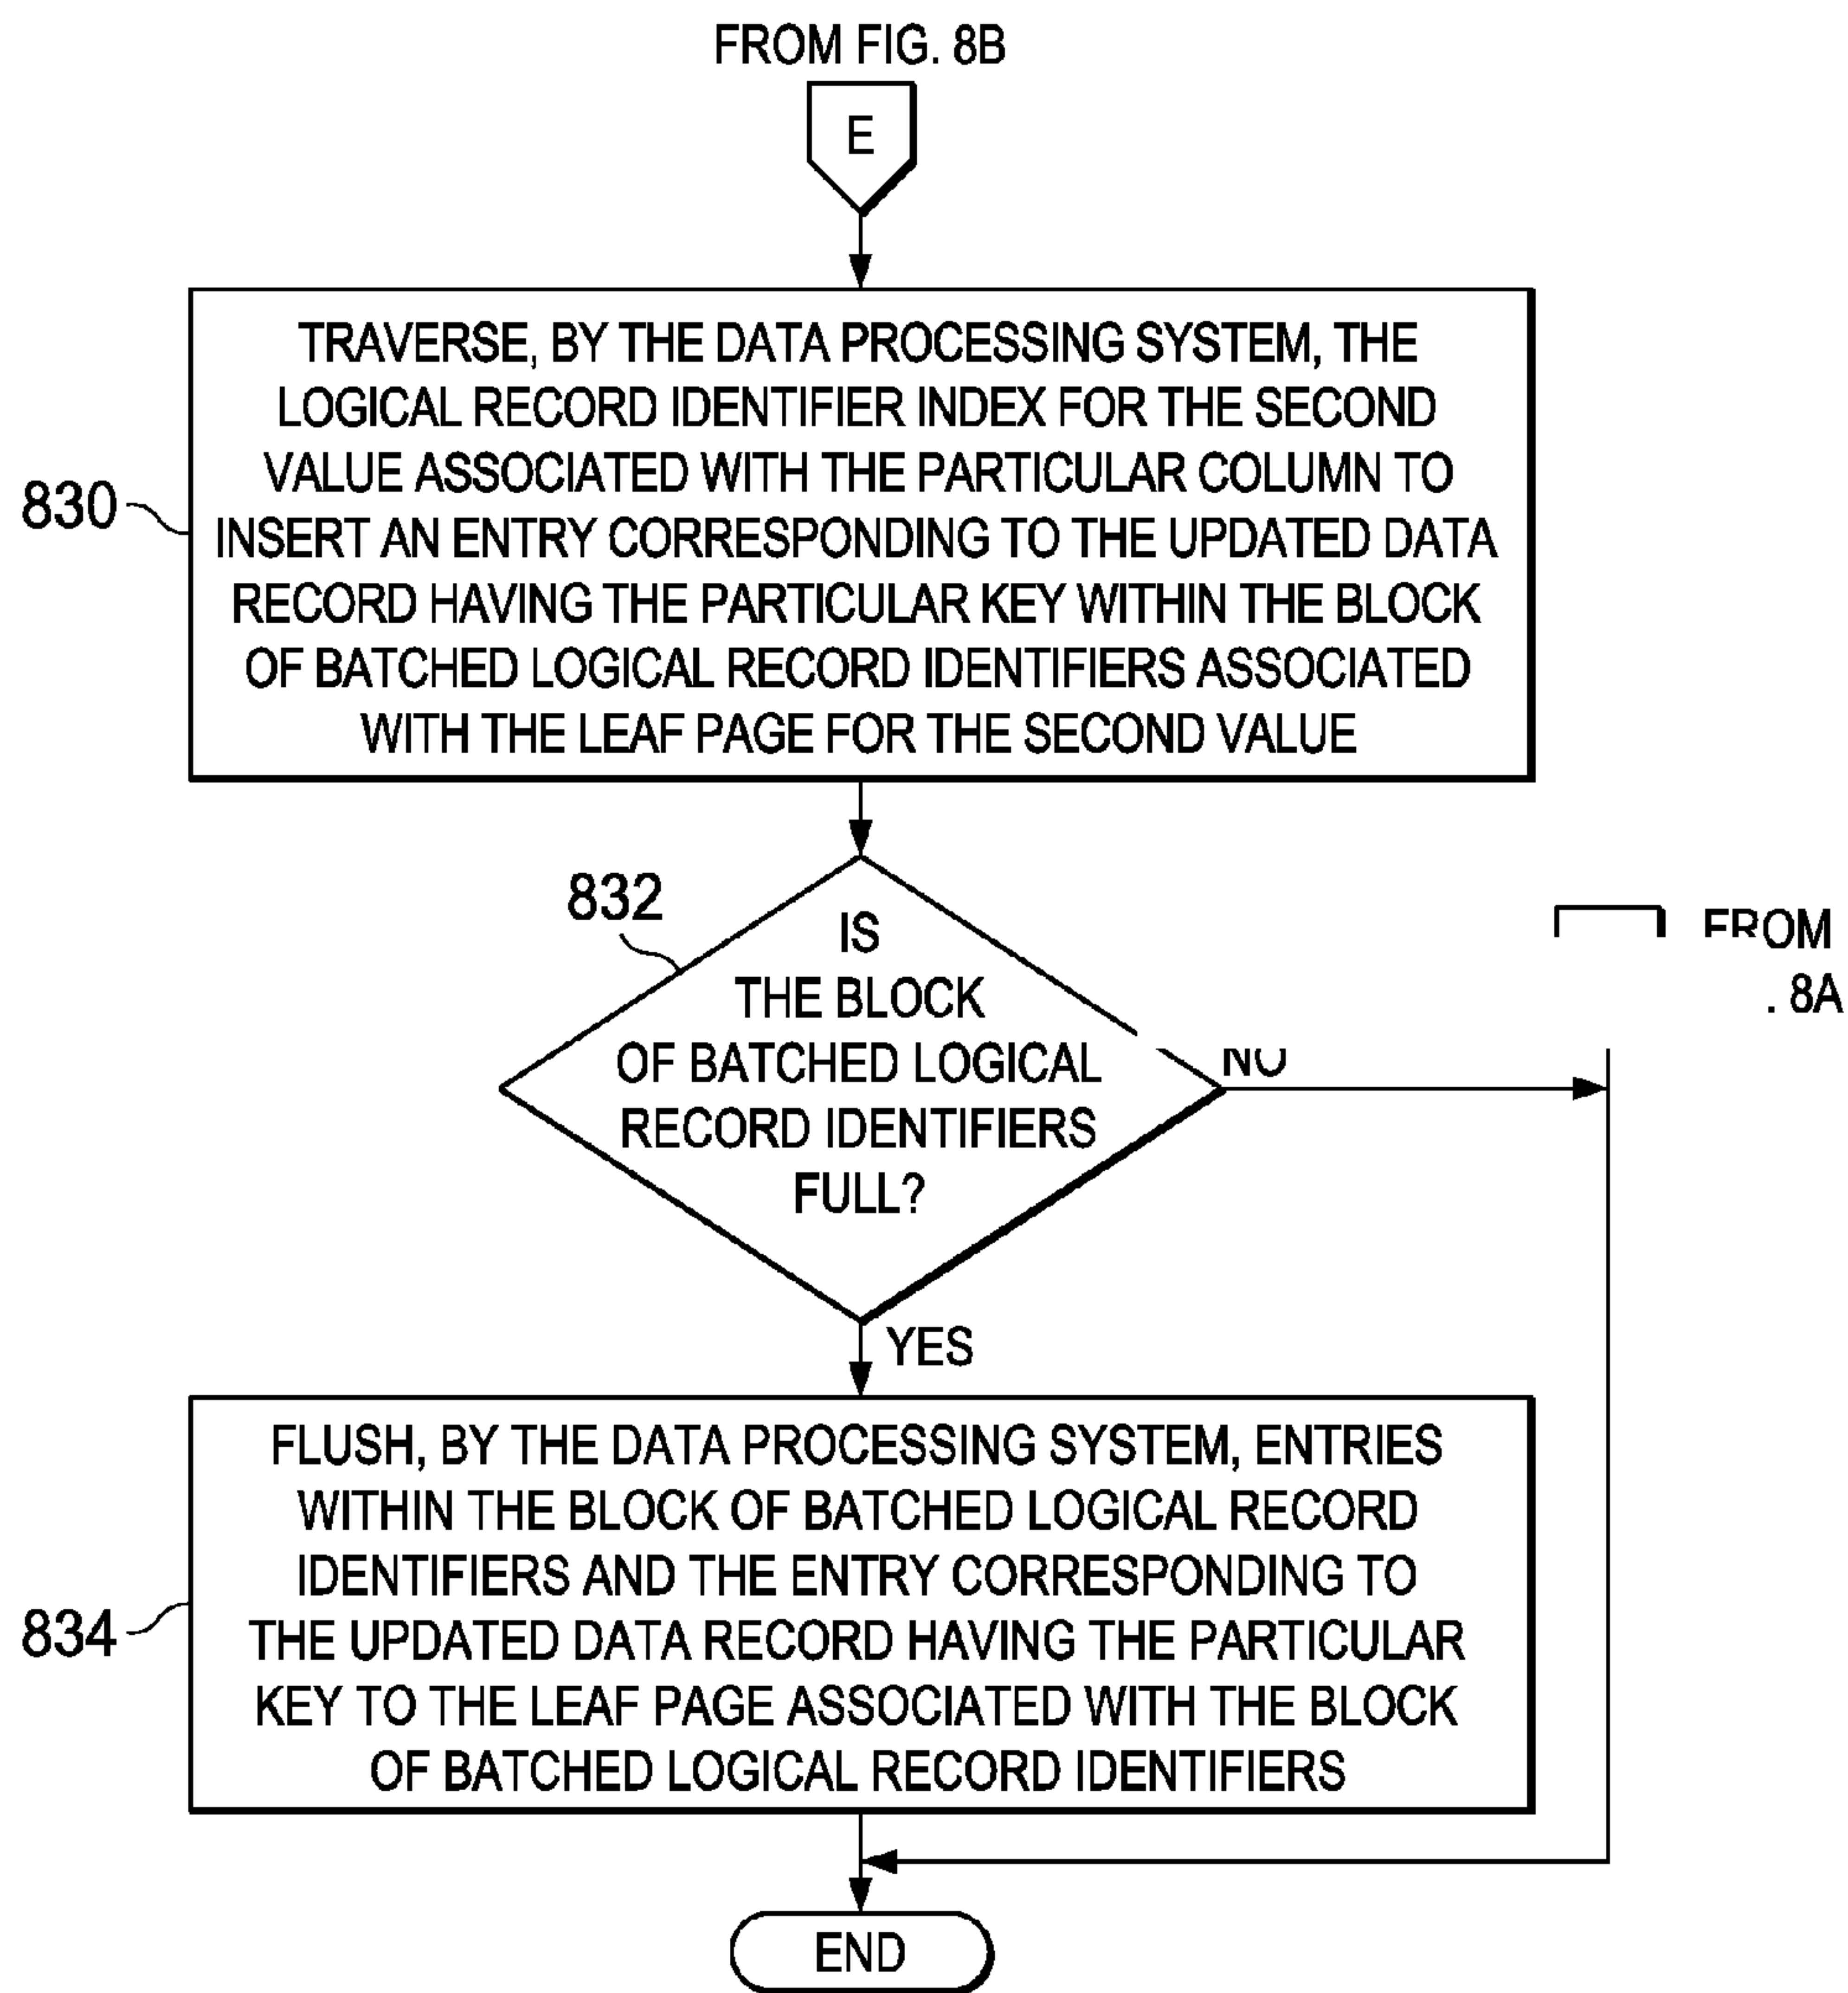 FROM FIG. 8B
E
TRAVERSE, BY THE DATA PROCESSING SYSTEM, THE
LOGICAL RECORD IDENTIFIER INDEX FOR THE SECOND
VALUE ASSOCIATED WITH THE PARTICULAR COLUMN TO
INSERT AN ENTRY CORRESPONDING TO THE UPDATED DATA
RECORD HAVING THE PARTICULAR KEY WITHIN THE BLOCK
OF BATCHED LOGICAL RECORD IDENTIFIERS ASSOCIATED
WITH THE LEAF PAGE FOR THE SECOND VALUE
830
832
IS
THE BLOCK
OF BATCHED LOGICAL
RECORD IDENTIFIERS
FULL?
FROM
. 8A
NO
YES
FLUSH, BY THE DATA PROCESSING SYSTEM, ENTRIES
WITHIN THE BLOCK OF BATCHED LOGICAL RECORD
IDENTIFIERS AND THE ENTRY CORRESPONDING TO
THE UPDATED DATA RECORD HAVING THE PARTICULAR
KEY TO THE LEAF PAGE ASSOCIATED WITH THE BLOCK
OF BATCHED LOGICAL RECORD IDENTIFIERS
834
END